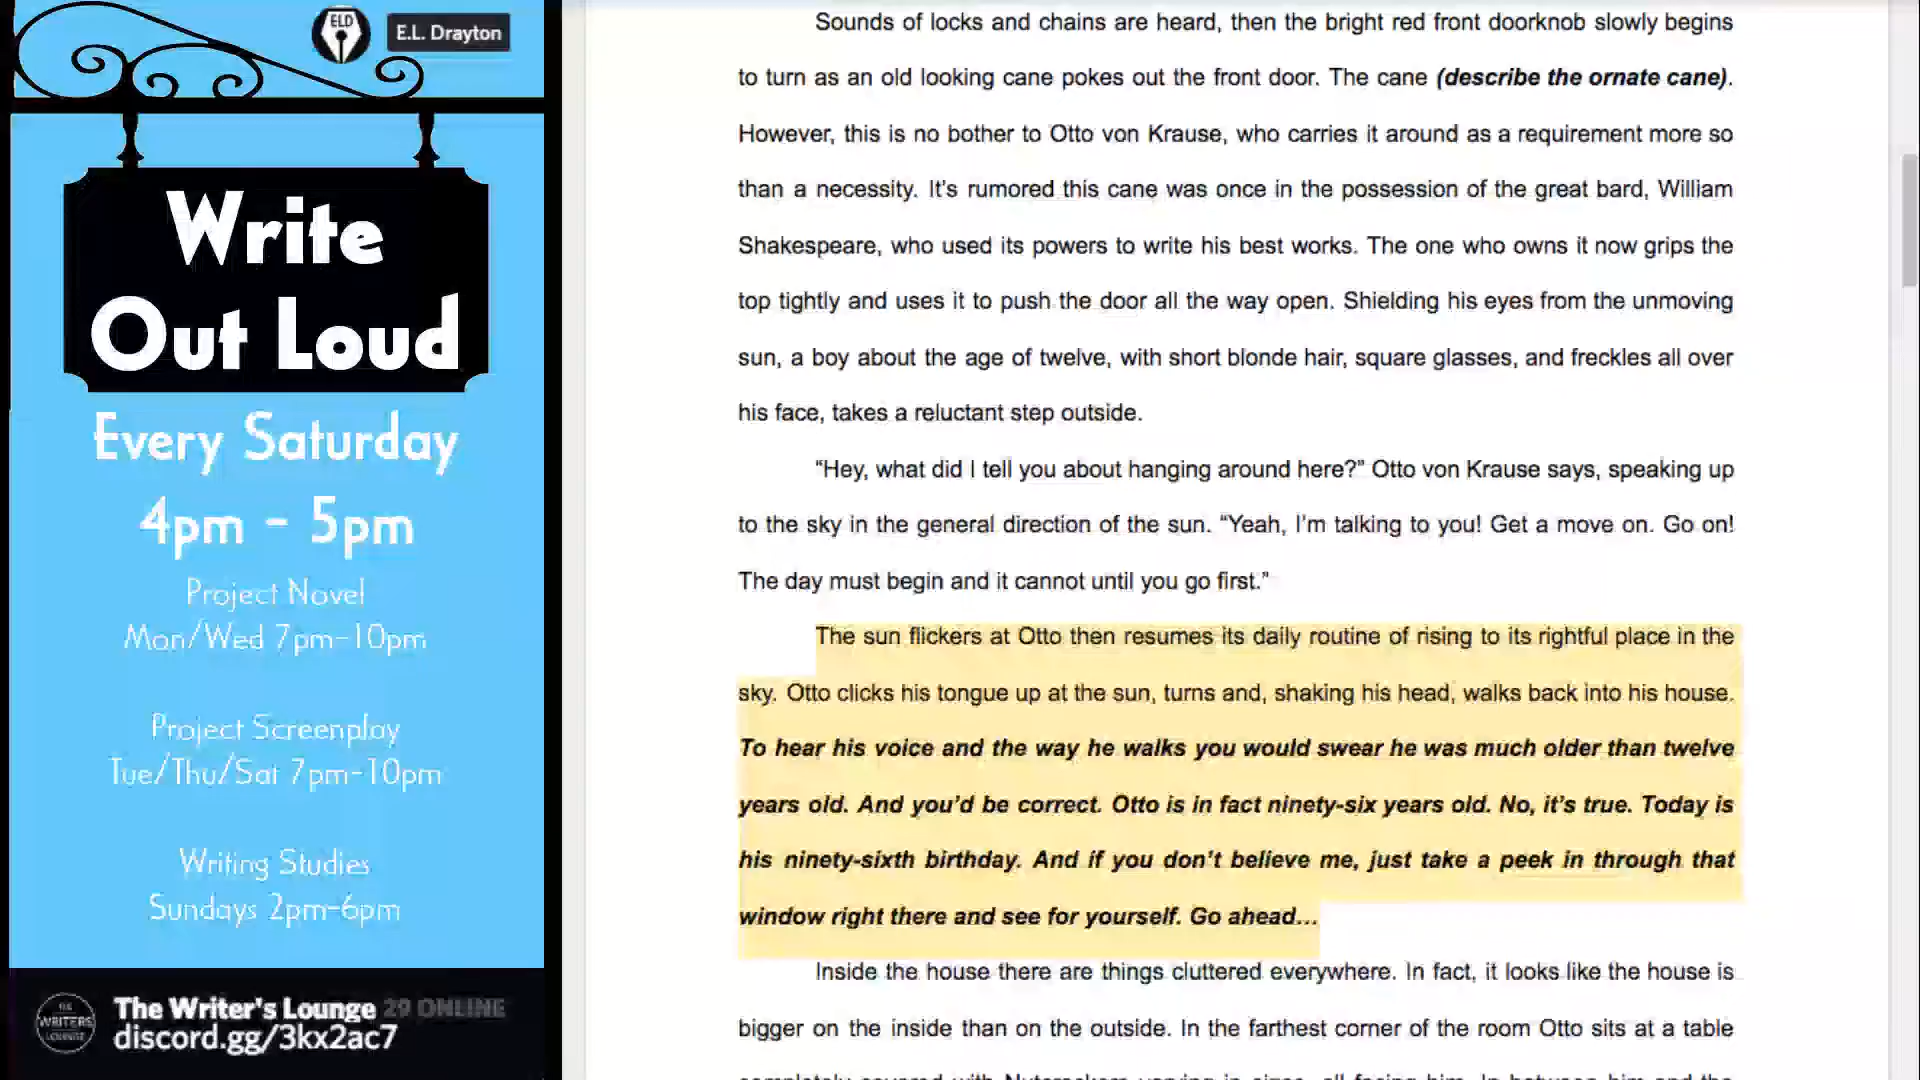 ELD
E.L. Drayton
Write
Out Loud
Every Saturday
4pm - 5pm
Project Novel
Mon/Wed 7pm-10pm
Project Screenplay
Tue/Thu/Sat 7pm-10pm
Writing Studies
Sundays 2pm-6pm
THE
WRITERS
LOUNGE
The Writer's Lounge 29 ONLINE
discord.gg/3kx2ac7
Sounds of locks and chains are heard, then the bright red front doorknob slowly begins
to turn as an old looking cane pokes out the front door. The cane (describe the ornate cane).
However, this is no bother to Otto von Krause, who carries it around as a requirement more so
than a necessity. It’s rumored this cane was once in the possession of the great bard, William
Shakespeare, who used its powers to write his best works. The one who owns it now grips the
top tightly and uses it to push the door all the way open. Shielding his eyes from the unmoving
sun, a boy about the age of twelve, with short blonde hair, square glasses, and freckles all over
his face, takes a reluctant step outside.
“Hey, what did I tell you about hanging around here?” Otto von Krause says, speaking up
to the sky in the general direction of the sun. “Yeah, I’m talking to you! Get a move on. Go on!
The day must begin and it cannot until you go first.”
The sun flickers at Otto then resumes its daily routine of rising to its rightful place in the
sky. Otto clicks his tongue up at the sun, turns and, shaking his head, walks back into his house.
To hear his voice and the way he walks you would swear he was much older than twelve
years old. And you’d be correct. Otto is in fact ninety-six years old. No, it’s true. Today is
his ninety-sixth birthday. And if you don’t believe me, just take a peek in through that
window right there and see for yourself. Go ahead...
Inside the house there are things cluttered everywhere. In fact, it looks like the house is
bigger on the inside than on the outside. In the farthest corner of the room Otto sits at a table